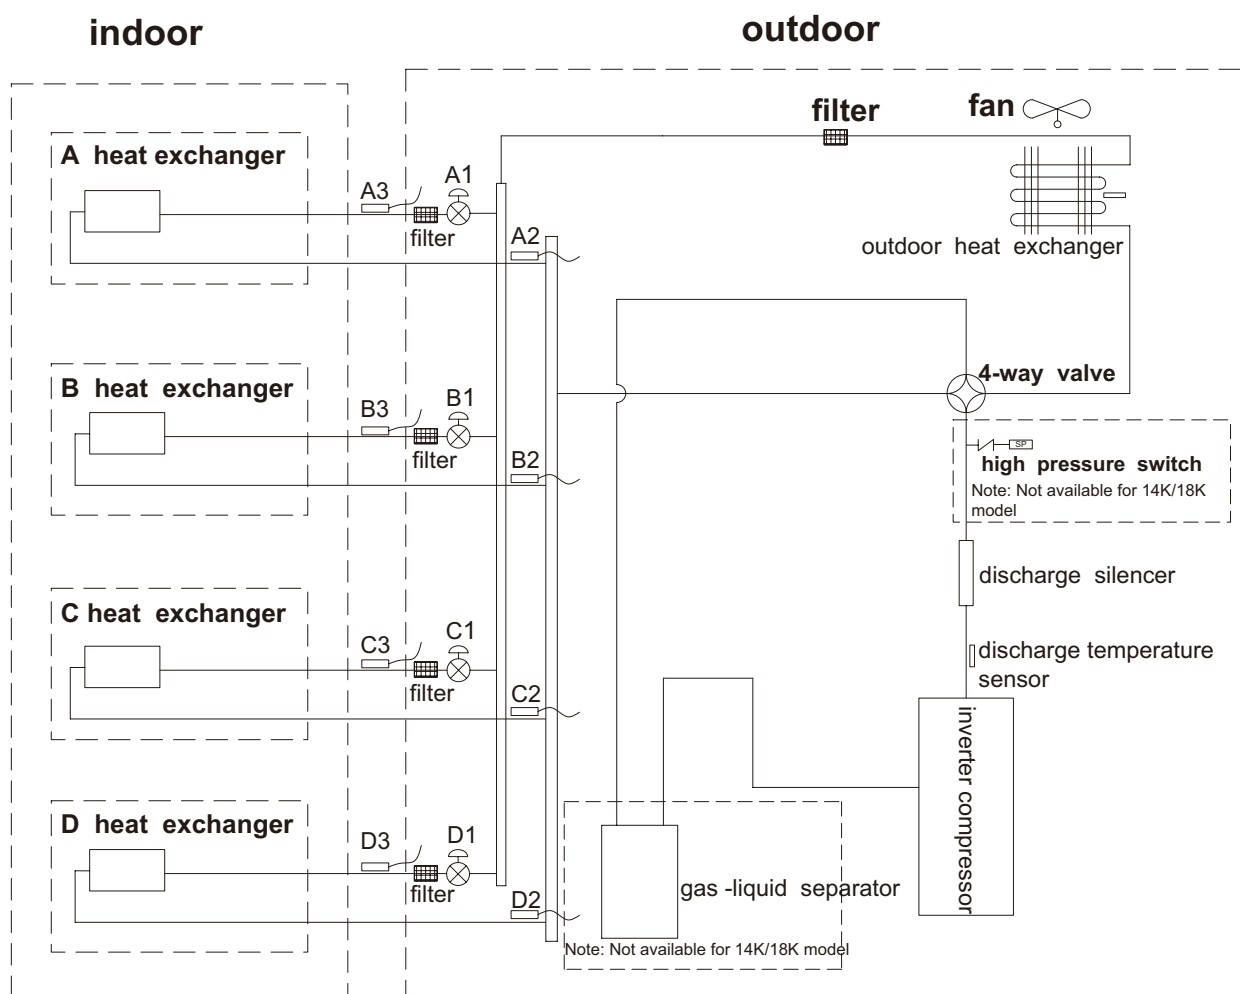 indoor
outdoor
filter
fan
A heat exchanger
A3
A1
filter
A2
outdoor heat exchanger
B heat exchanger
B3
B1
filter
B2
4-way valve
SP
high pressure switch
Note: Not available for 14K/18K
model
discharge silencer
C heat exchanger
C3
C1
filter
C2
discharge temperature
sensor
inverter compressor
D heat exchanger
D3
D1
filter
D2
gas -liquid separator
Note: Not available for 14K/18K model